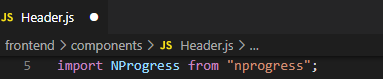 JS Header.js
frontend > components > JS Header.js > ...
5 import NProgress from "nprogress";